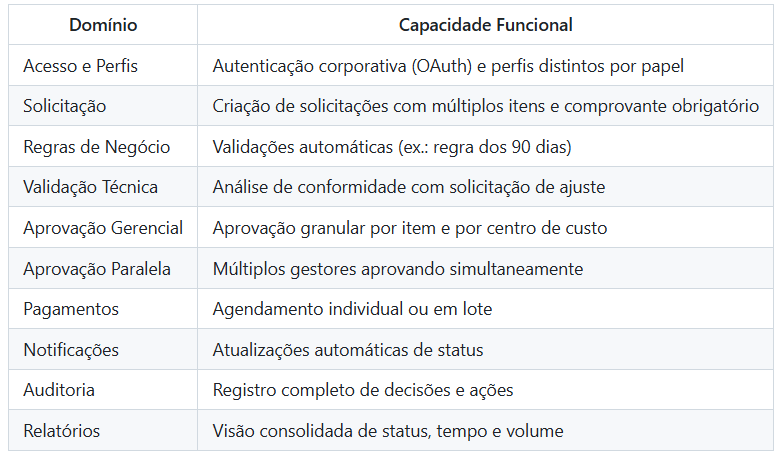 Domínio Capacidade Funcional
Acesso e Perfis Autenticação corporativa (OAuth) e perfis distintos por papel
Solicitação Criação de solicitações com múltiplos itens e comprovante obrigatório
Regras de Negócio Validações automáticas (ex.: regra dos 90 dias)
Validação Técnica Análise de conformidade com solicitação de ajuste
Aprovação Gerencial Aprovação granular por item e por centro de custo
Aprovação Paralela Múltiplos gestores aprovando simultaneamente
Pagamentos Agendamento individual ou em lote
Notificações Atualizações automáticas de status
Auditoria Registro completo de decisões e ações
Relatórios Visão consolidada de status, tempo e volume